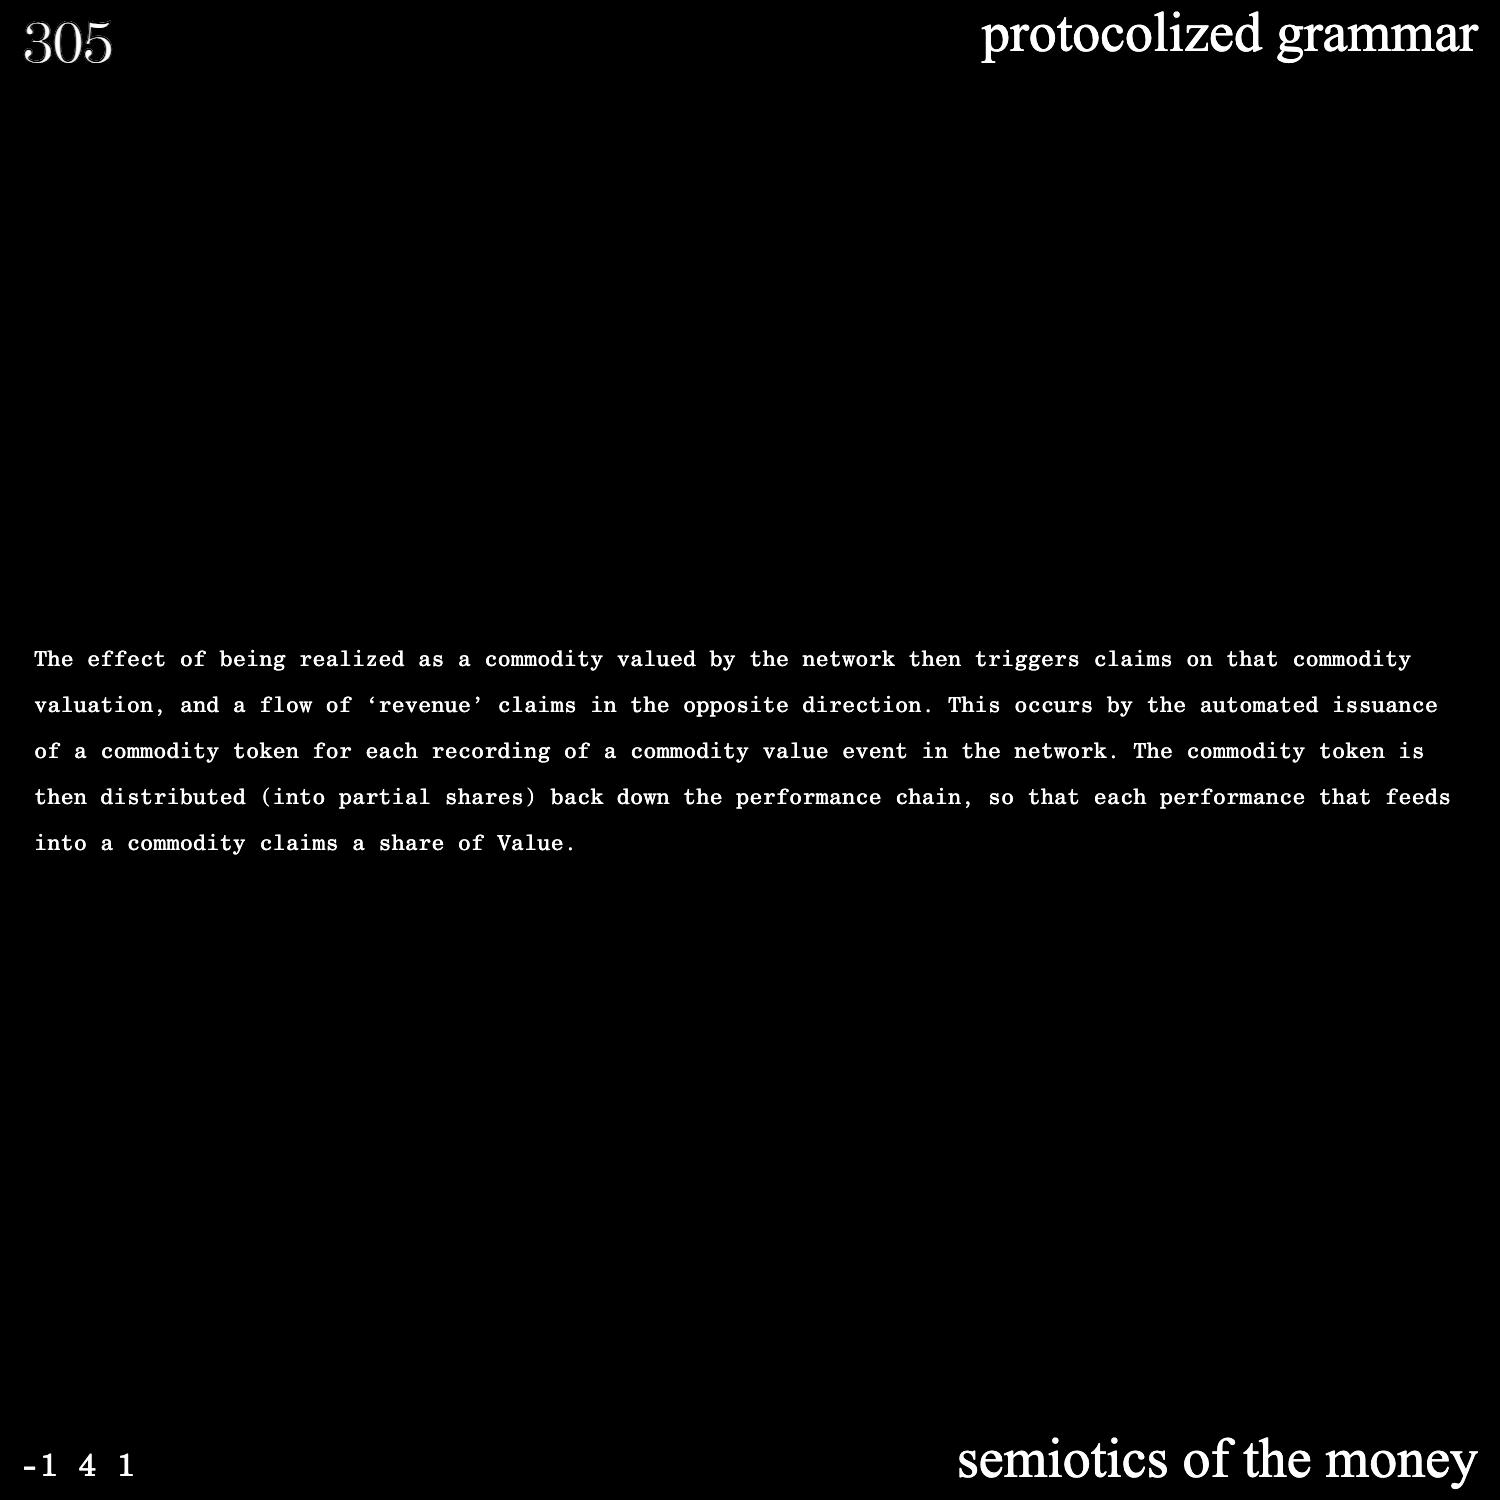 305
protocolized grammar
The effect of being realized as a commodity valued by the network then triggers claims on that commodity
valuation, and a flow of ‘revenue’ claims in the opposite direction. This occurs by the automated issuance
of a commodity token for each recording of a commodity value event in the network. The commodity token is
then distributed (into partial shares) back down the performance chain, so that each performance that feeds
into a commodity claims a share of Value.
-1 4 1
semiotics of the money